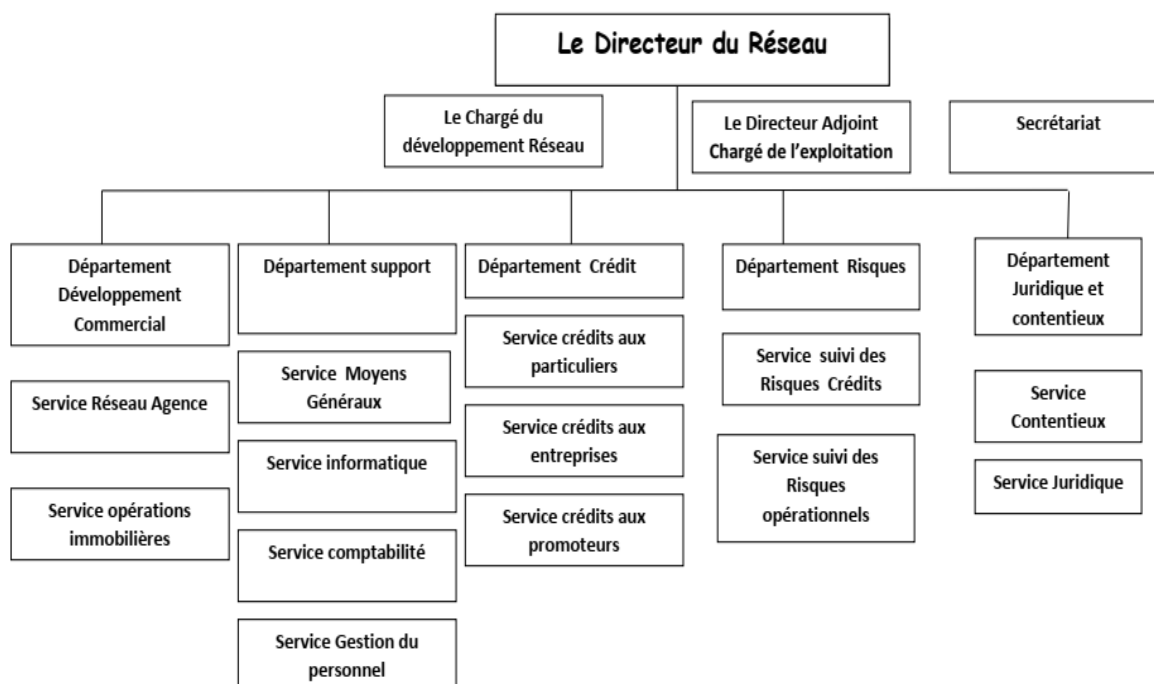 Le Directeur du Réseau
Le Chargé du
développement Réseau
Le Directeur Adjoint
Chargé de l'exploitation
Secrétariat
Département
Développement
Commercial
Service Réseau Agence
Service opérations
immobilières
Département support
Service Moyens
Généraux
Service informatique
Service comptabilité
Service Gestion du
personnel
Département Crédit
Service crédits aux
particuliers
Service crédits aux
entreprises
Service crédits aux
promoteurs
Département Risques
Service suivi des
Risques Crédits
Service suivi des
Risques
opérationnels
Département
Juridique et
contentieux
Service
Contentieux
Service Juridique